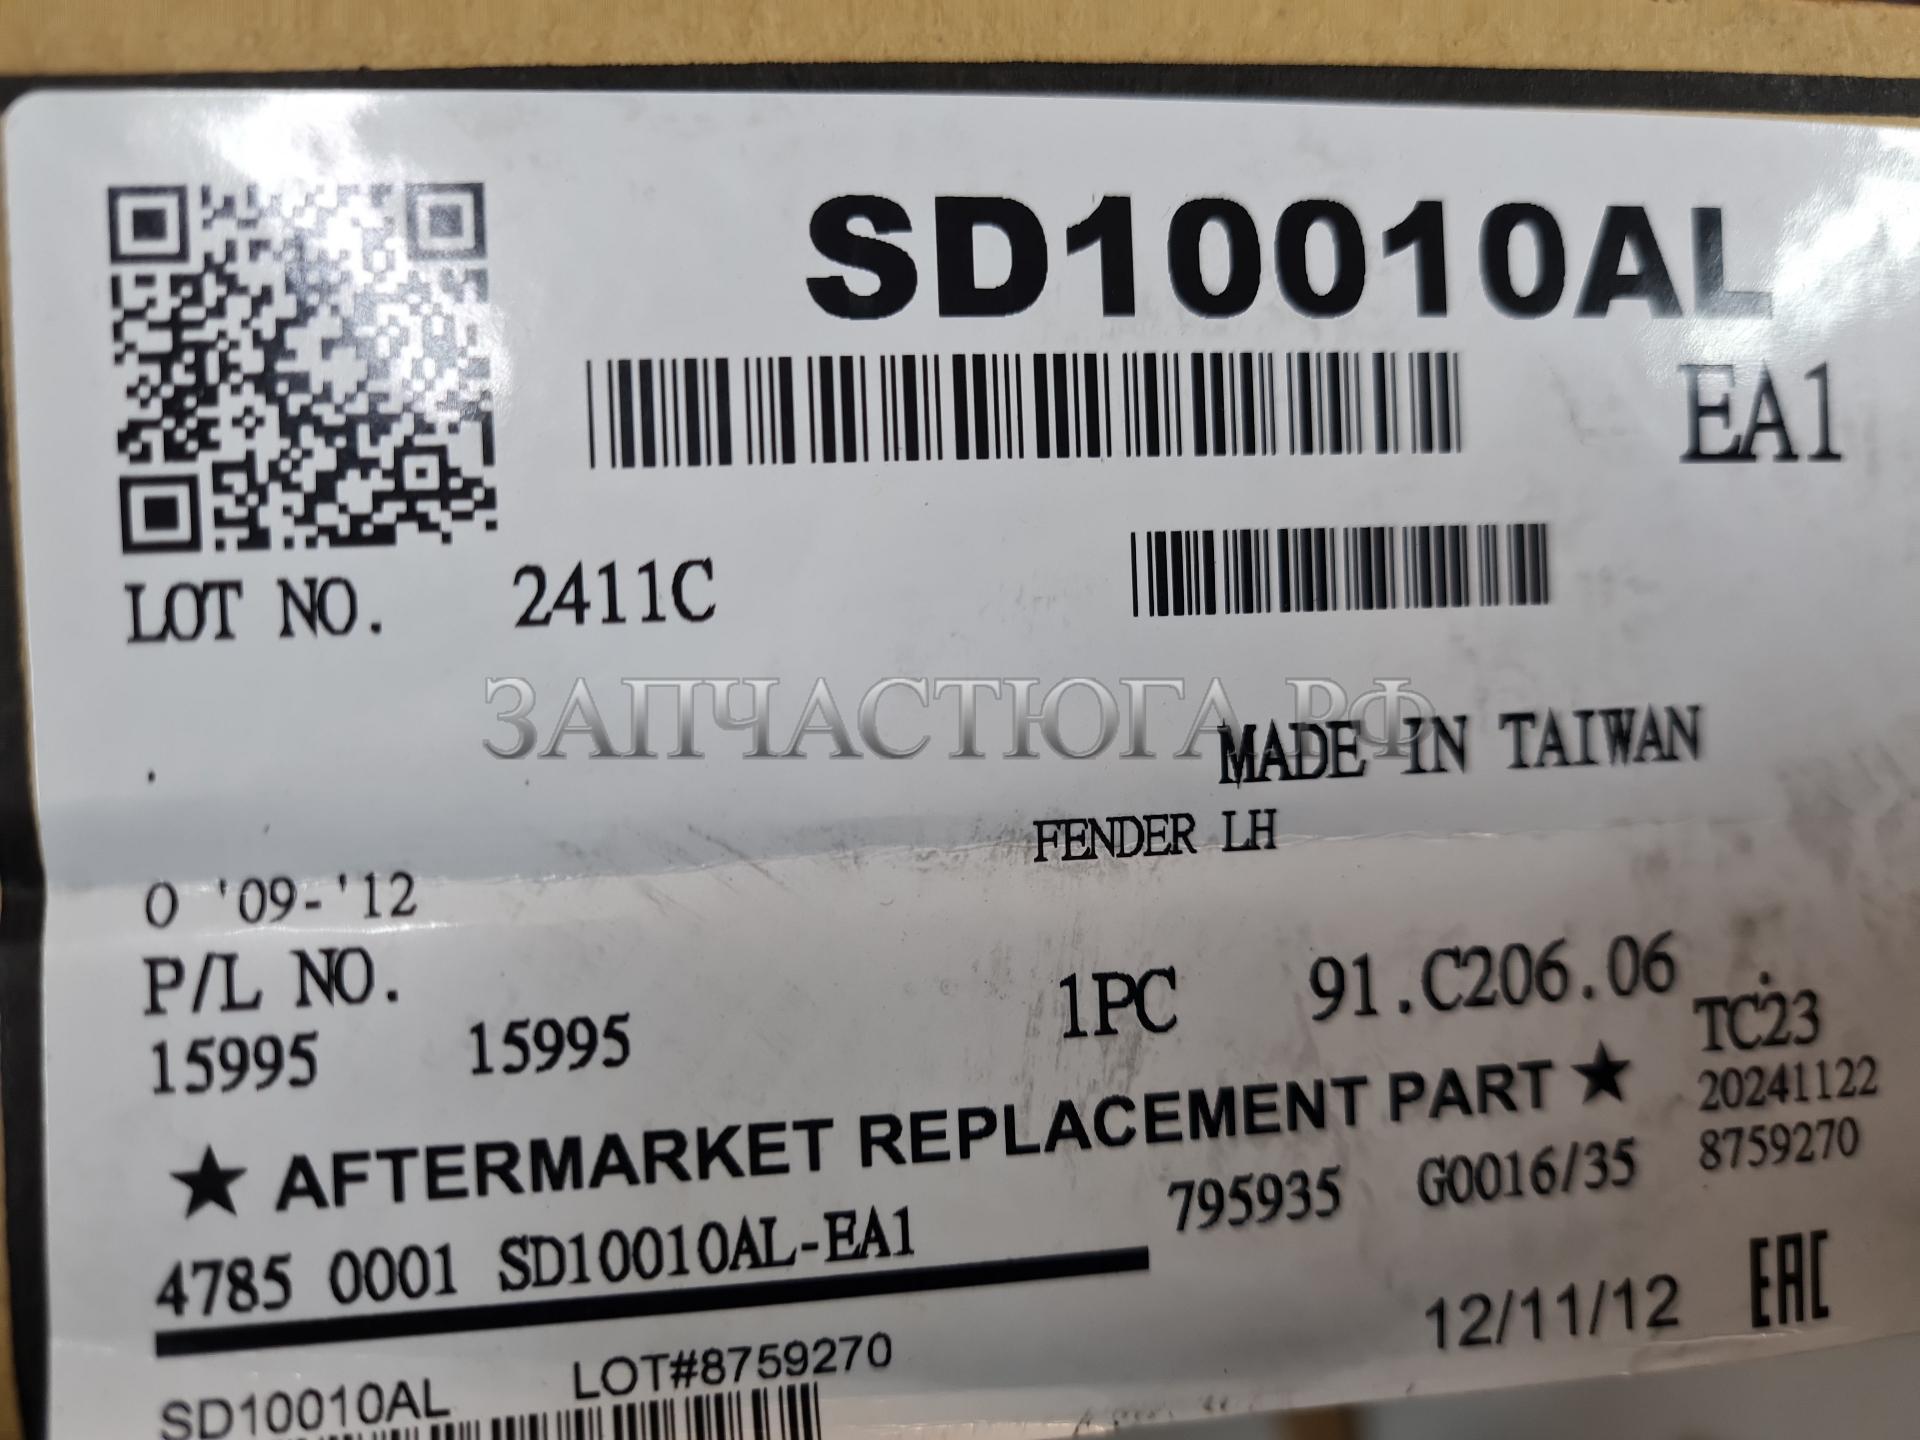 SD10010AL
EA1
LOT NO. 2411C
ЗАПЧАСТЮГА.РФ
MADE IN TAIWAN
FENDER LH
O '09-'12
P/L NO.
1PC 91.C206.06
15995 15995
TC23
20241122
★ AFTERMARKET REPLACEMENT PART ★
8759270
795935 G0016/35
4785 0001 SD10010AL-EA1
12/11/12 EAC
SD10010AL LOT#8759270